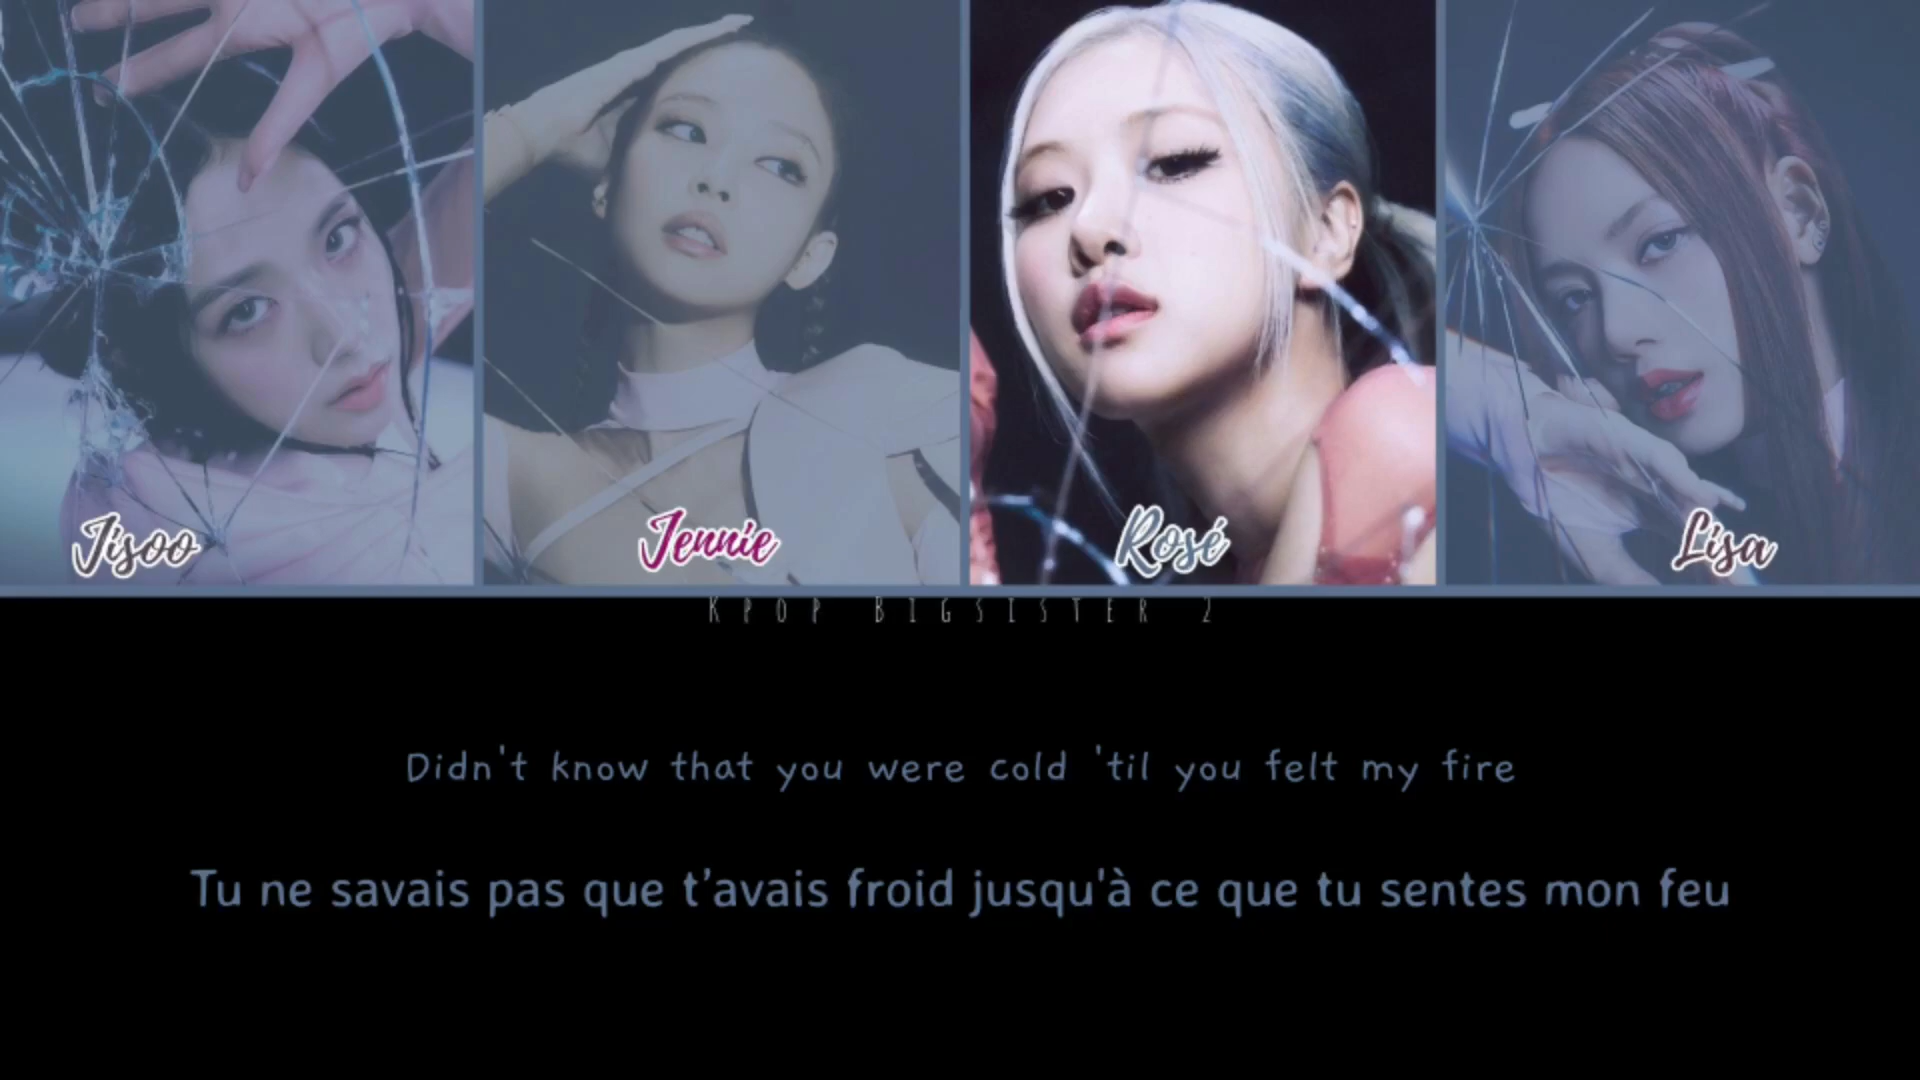 Jisoo
Jennie
Rosé
Lisa
KPOP BIGSISTER 2
Didn't know that you were cold 'til you felt my fire
Tu ne savais pas que t’avais froid jusqu'à ce que tu sentes mon feu